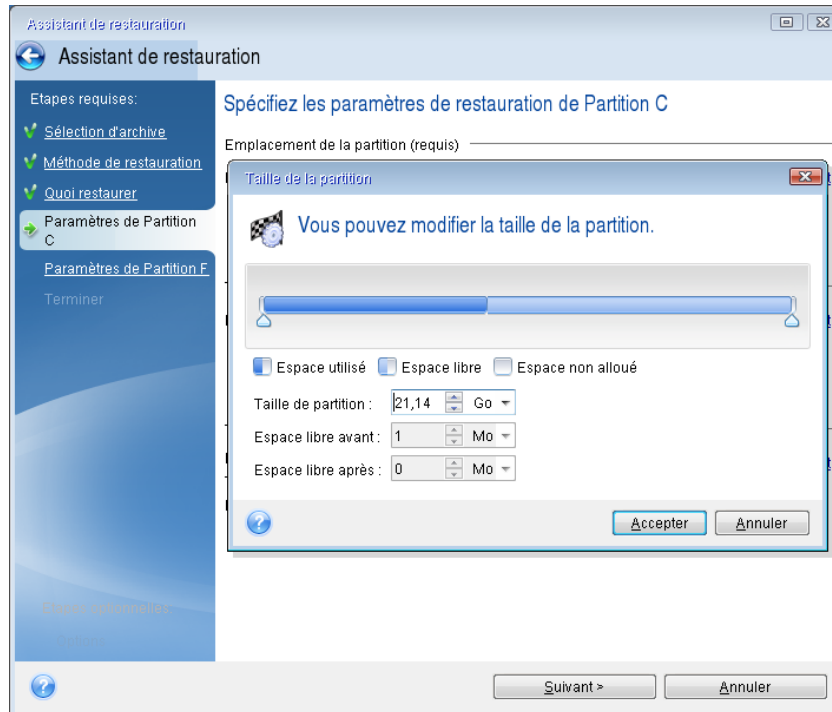 Assistant de restauration
Assistant de restauration
Etapes requises:
Sélection d'archive
Méthode de restauration
Quoi restaurer
Paramètres de Partition
C
Paramètres de Partition F
Terminer
Spécifiez les paramètres de restauration de Partition C
Emplacement de la partition (requis)
Taille de la partition
Vous pouvez modifier la taille de la partition.
Espace utilisé Espace libre Espace non alloué
Taille de partition : 21,14 Go
Espace libre avant : 1 Mo
Espace libre après : 0 Mo
Accepter Annuler
Suivant > Annuler